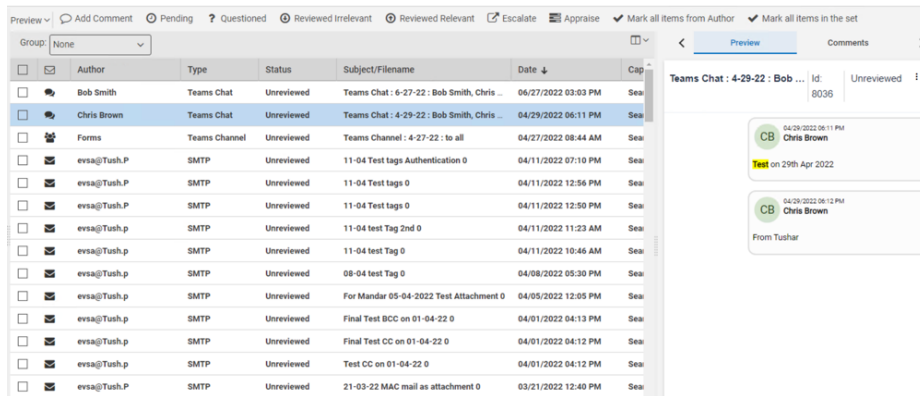 Preview Add Comment Pending ? Questioned Reviewed Irrelevant Reviewed Relevant Escalate Appraise Mark all items from Author Mark all items in the set
Group: None
Preview Comments
Author Type Status Subject/Filename Date Cap
Teams Chat : 4-29-22 : Bob ... Id: 8036 Unreviewed
Bob Smith Teams Chat Unreviewed Teams Chat : 6-27-22 : Bob Smith, Chris .. 06/27/2022 03:03 PM Sea
Chris Brown Teams Chat Unreviewed Teams Chat : 4-29-22 : Bob Smith, Chris .. 04/29/2022 06:11 PM Sea
Forms Teams Channel Unreviewed Teams Channel : 4-27-22 : to all 04/27/2022 08:44 AM Sea
evsa@Tush.P SMTP Unreviewed 11-04 Test tags Authentication 0 04/11/2022 07:10 PM Sea
evsa@Tush.P SMTP Unreviewed 11-04 Test tags 0 04/11/2022 12:56 PM Sea
evsa@Tush.p SMTP Unreviewed 11-04 Test tags 0 04/11/2022 12:50 PM Sea
evsa@Tush.p SMTP Unreviewed 11-04 test Tag 2nd 0 04/11/2022 11:23 AM Sea
evsa@Tush.p SMTP Unreviewed 11-04 test Tag 0 04/11/2022 10:46 AM Sea
evsa@Tush.p SMTP Unreviewed 08-04 test Tag 0 04/08/2022 05:30 PM Sea
evsa@Tush.p SMTP Unreviewed For Mandar 05-04-2022 Test Attachment 0 04/05/2022 12:05 PM Sea
evsa@Tush.p SMTP Unreviewed Final Test BCC on 01-04-22 0 04/01/2022 04:13 PM Sea
evsa@Tush.p SMTP Unreviewed Final Test CC on 01-04-22 0 04/01/2022 04:12 PM Sea
evsa@Tush.p SMTP Unreviewed Test CC on 01-04-22 0 04/01/2022 04:12 PM Sea
evsa@Tush.P SMTP Unreviewed 21-03-22 MAC mail as attachment 0 03/21/2022 12:40 PM Sea
04/29/2022 06:11 PM
CB Chris Brown
Test on 29th Apr 2022
04/29/2022 06:12 PM
CB Chris Brown
From Tushar